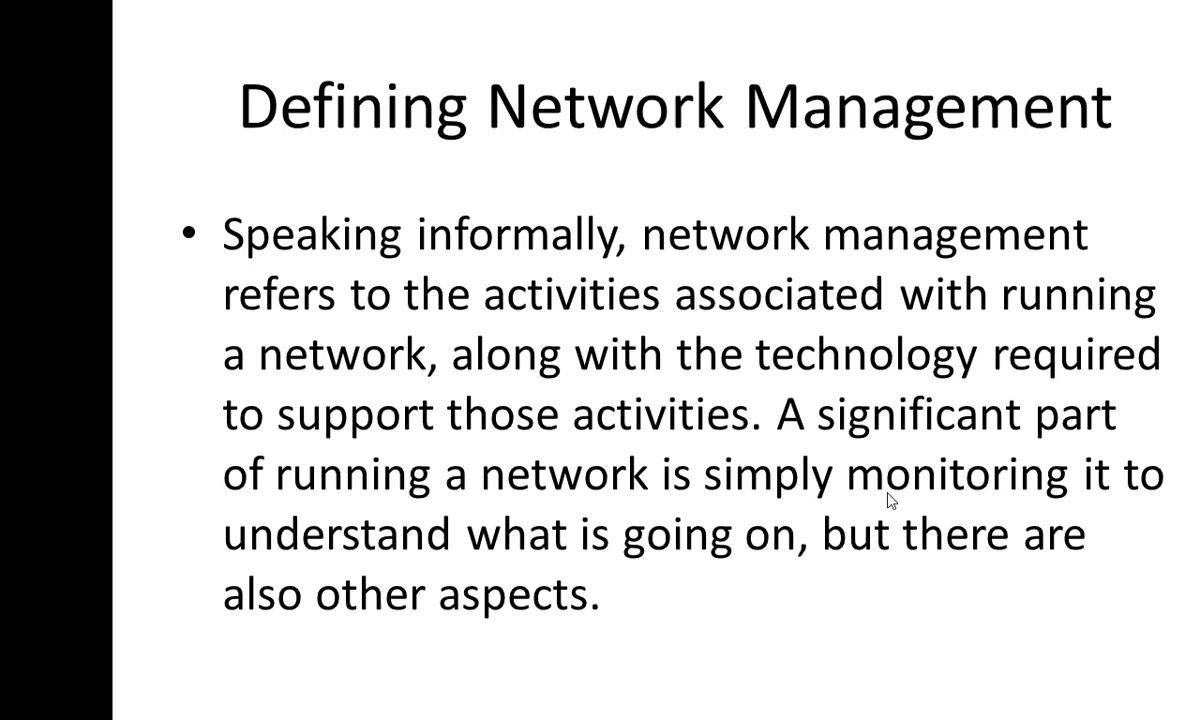 Defining Network Management
• Speaking informally, network management
refers to the activities associated with running
a network, along with the technology required
to support those activities. A significant part
of running a network is simply monitoring it to
understand what is going on, but there are
also other aspects.